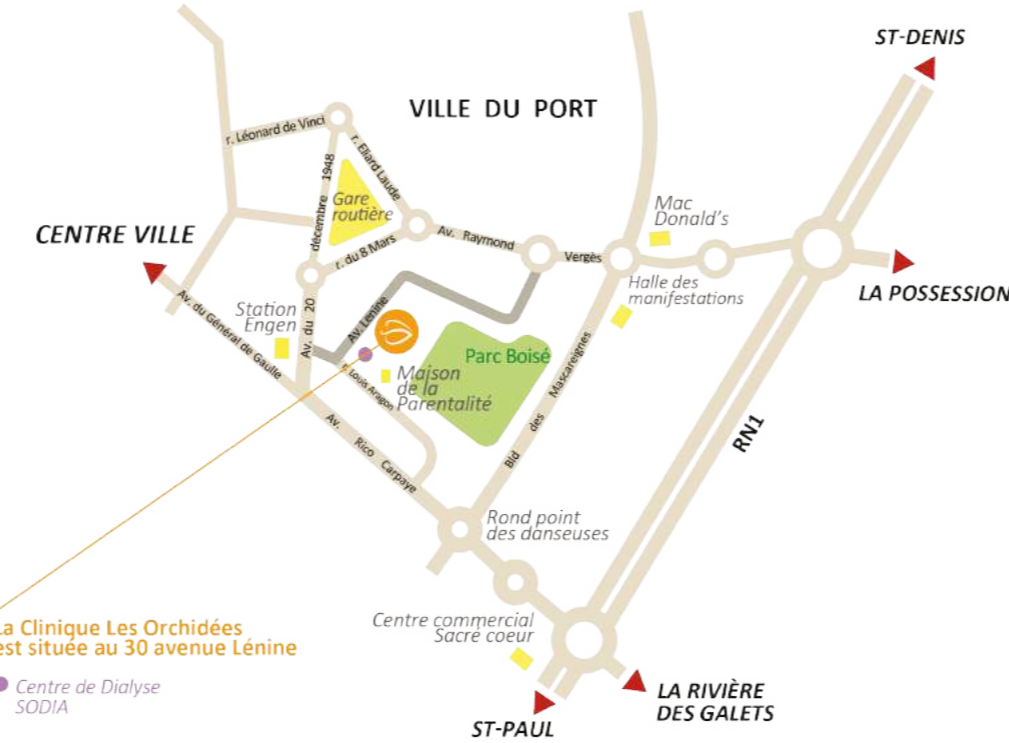 ST-DENIS
VILLE DU PORT
r. Léonard de Vinci
r. Eliard Laude
Av. du 20 décembre 1948
Gare
routière
r. du 8 Mars
Av. Raymond Vergès
Mac
Donald's
CENTRE VILLE
LA POSSESSION
Halle des
manifestations
Av. du Général de Gaulle
Station
Engen
Av. Lenine
Parc Boisé
r. Louis Aragon
Maison
de la
Parentalité
Bld des Mascareignes
RN1
Av. Rico Carpaye
Rond point
des danseuses
Centre commercial
Sacré coeur
La Clinique Les Orchidées
est située au 30 avenue Lénine
Centre de Dialyse
SODIA
LA RIVIÈRE
DES GALETS
ST-PAUL